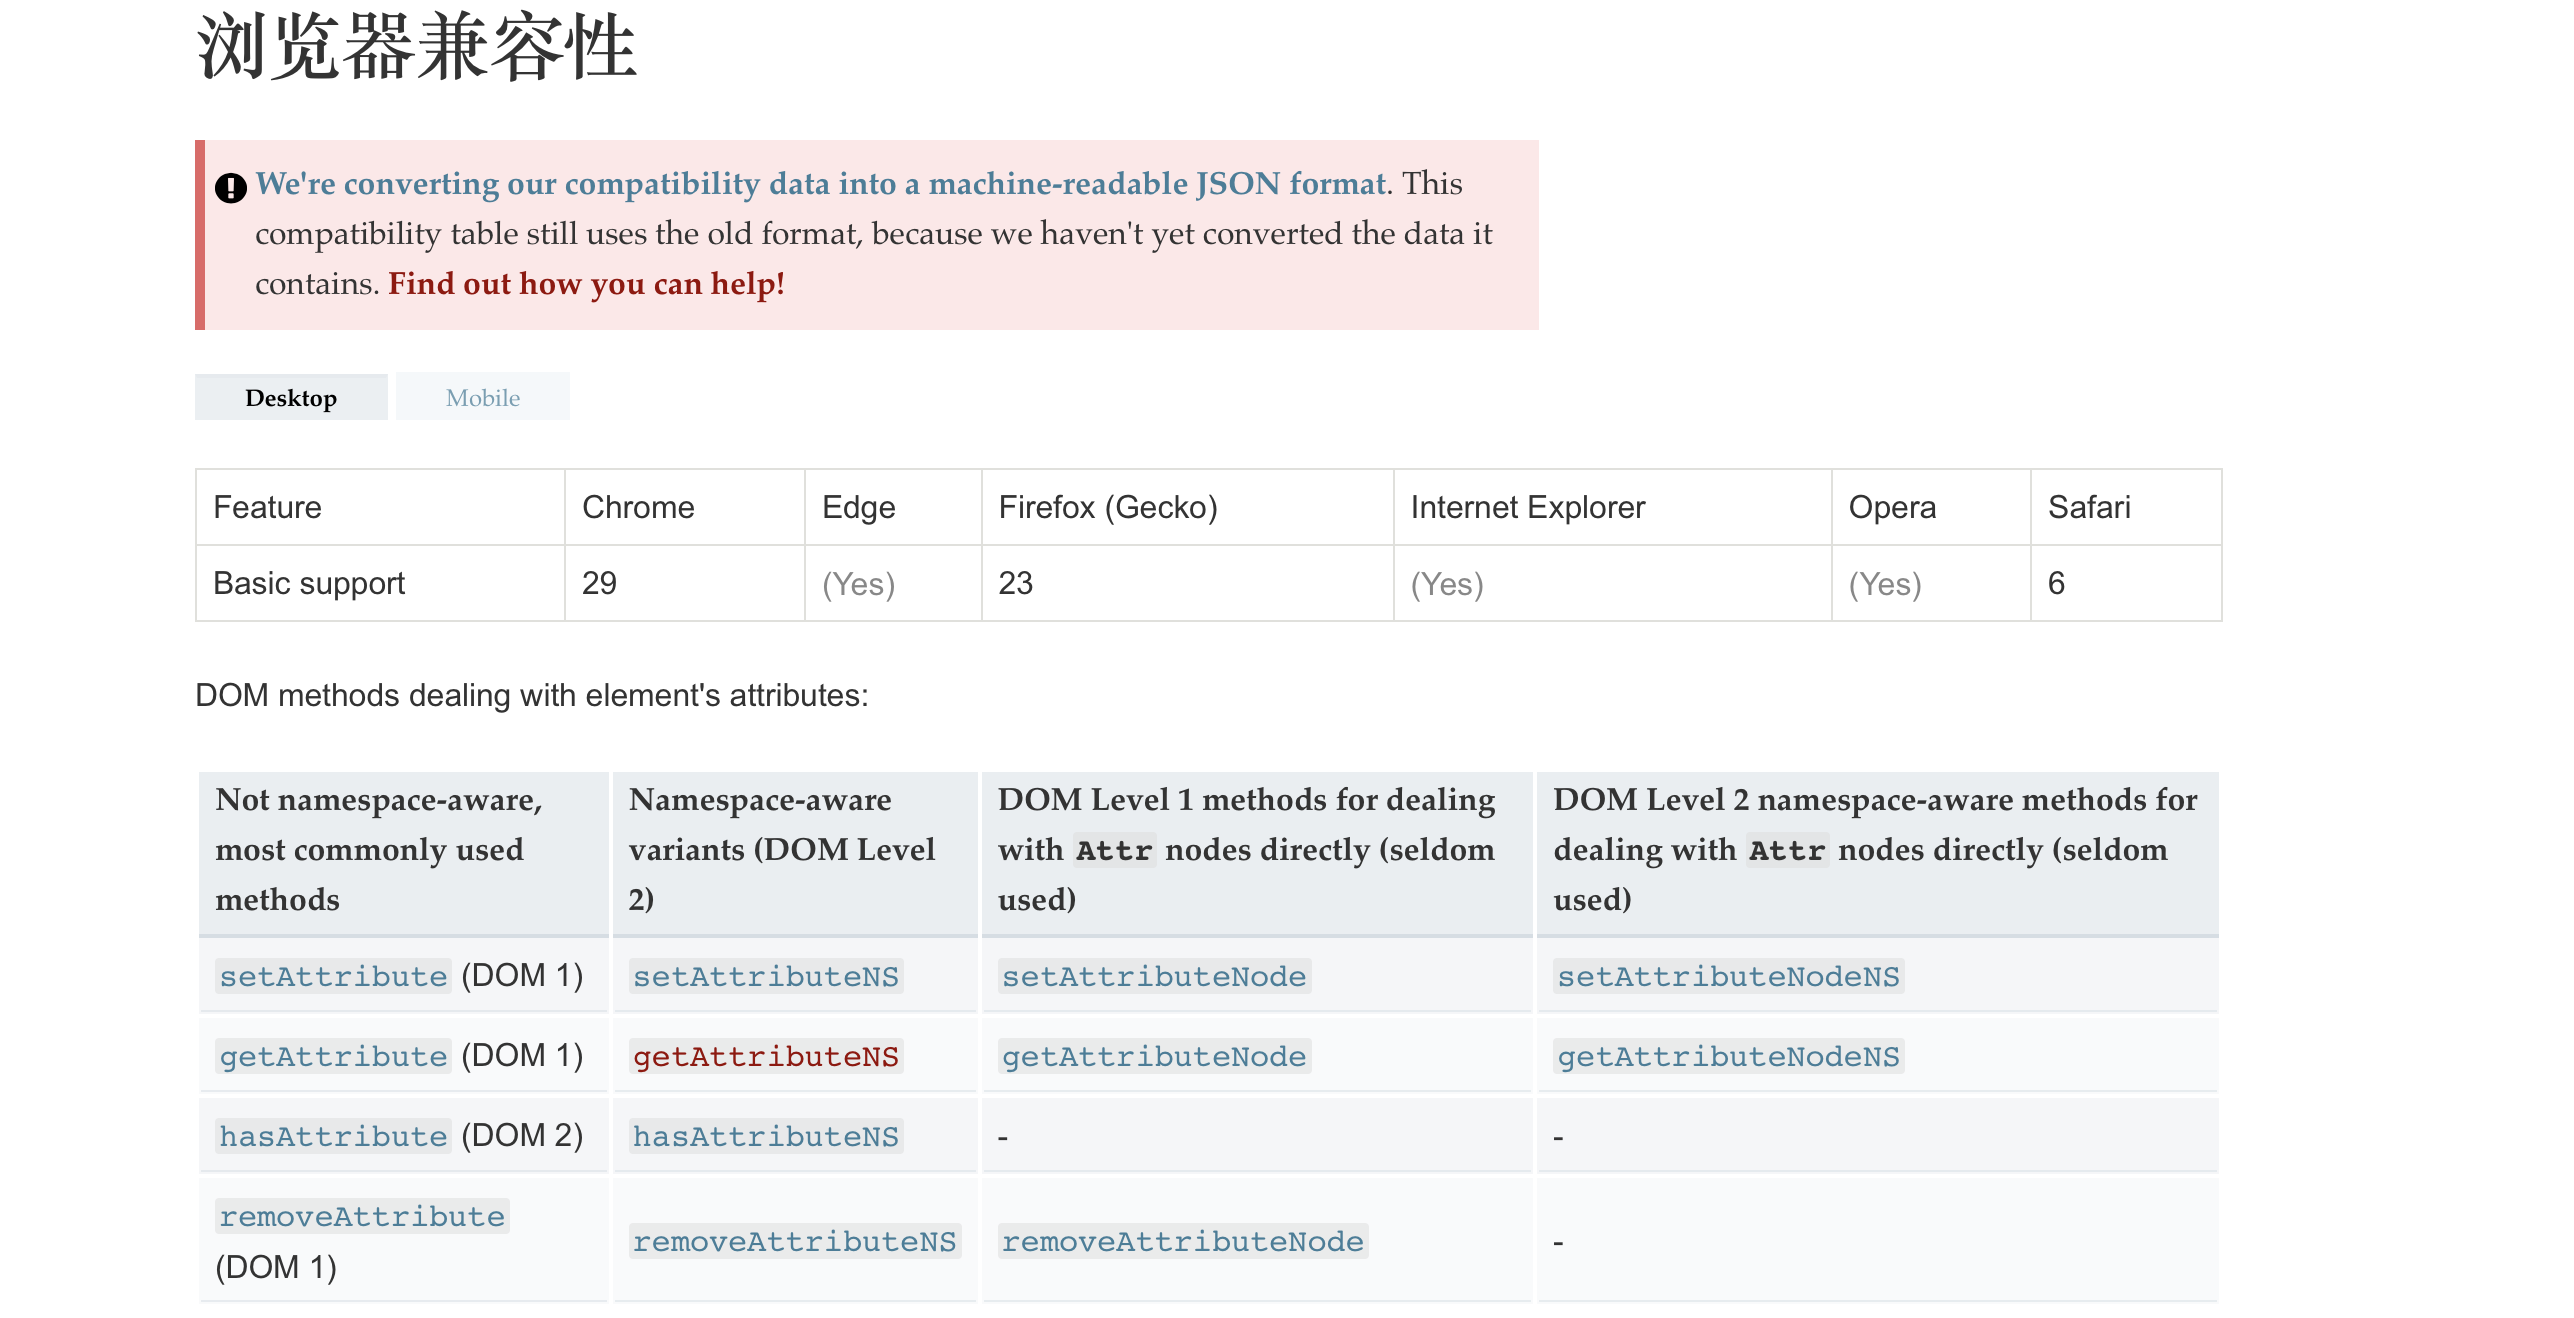 浏览器兼容性
We're converting our compatibility data into a machine-readable JSON format. This
compatibility table still uses the old format, because we haven't yet converted the data it
contains. Find out how you can help!
Desktop Mobile
Feature Chrome Edge Firefox (Gecko) Internet Explorer Opera Safari
Basic support 29 (Yes) 23 (Yes) (Yes) 6
DOM methods dealing with element's attributes:
Not namespace-aware,
most commonly used
methods
Namespace-aware
variants (DOM Level
2)
DOM Level 1 methods for dealing
with Attr nodes directly (seldom
used)
DOM Level 2 namespace-aware methods for
dealing with Attr nodes directly (seldom
used)
setAttribute (DOM 1) setAttributeNS setAttributeNode setAttributeNodeNS
getAttribute (DOM 1) getAttributeNS getAttributeNode getAttributeNodeNS
hasAttribute (DOM 2) hasAttributeNS - -
removeAttribute
(DOM 1)
removeAttributeNS removeAttributeNode -